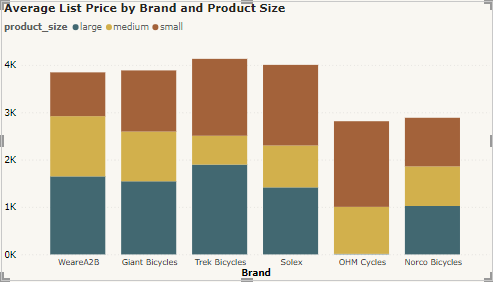 Average List Price by Brand and Product Size
product_size large medium small
4K
3K
2K
1K
0K
WeareA2B Giant Bicycles Trek Bicycles Solex OHM Cycles Norco Bicycles
Brand